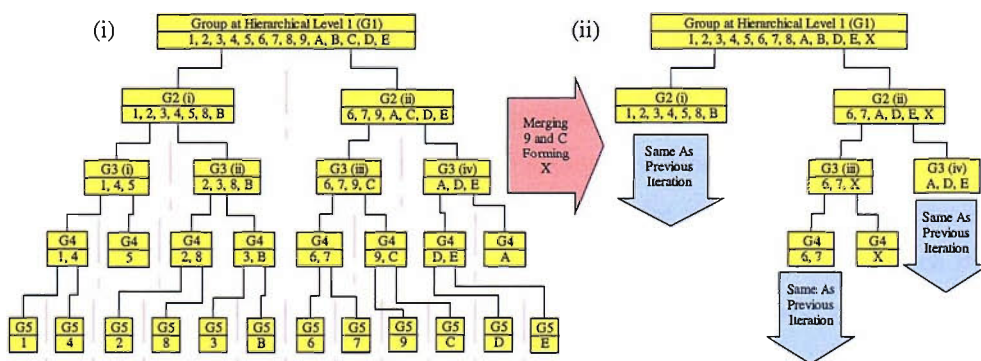 (i)
Group at Hierarchical Level 1 (G1)
1, 2, 3, 4, 5, 6, 7, 8, 9, A, B, C, D, E
G2 (i)
1, 2, 3, 4, 5, 8, B
G2 (ii)
6, 7, 9, A, C, D, E
G3 (i)
1, 4, 5
G3 (ii)
2, 3, 8, B
G3 (iii)
6, 7, 9, C
G3 (iv)
A, D, E
G4
1, 4
G4
5
G4
2, 8
G4
3, B
G4
6, 7
G4
9, C
G4
D, E
G4
A
G5
1
G5
4
G5
2
G5
8
G5
3
G5
B
G5
6
G5
7
G5
9
G5
C
G5
D
G5
E
Merging
9 and C
Forming
X
(ii)
Group at Hierarchical Level 1 (G1)
1, 2, 3, 4, 5, 6, 7, 8, A, B, D, E, X
G2 (i)
1, 2, 3, 4, 5, 8, B
G2 (ii)
6, 7, A, D, E, X
Same As
Previous
Iteration
G3 (iii)
6, 7, X
G3 (iv)
A, D, E
G4
6, 7
G4
X
Same As
Previous
Iteration
Same As
Previous
Iteration